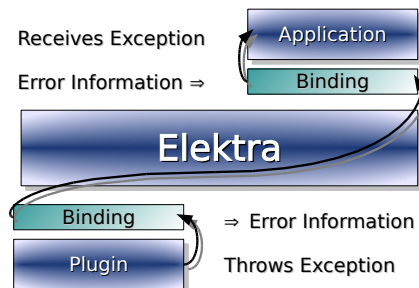 Receives Exception
Application
Error Information ⇒
Binding
Elektra
Binding
⇒ Error Information
Plugin
Throws Exception